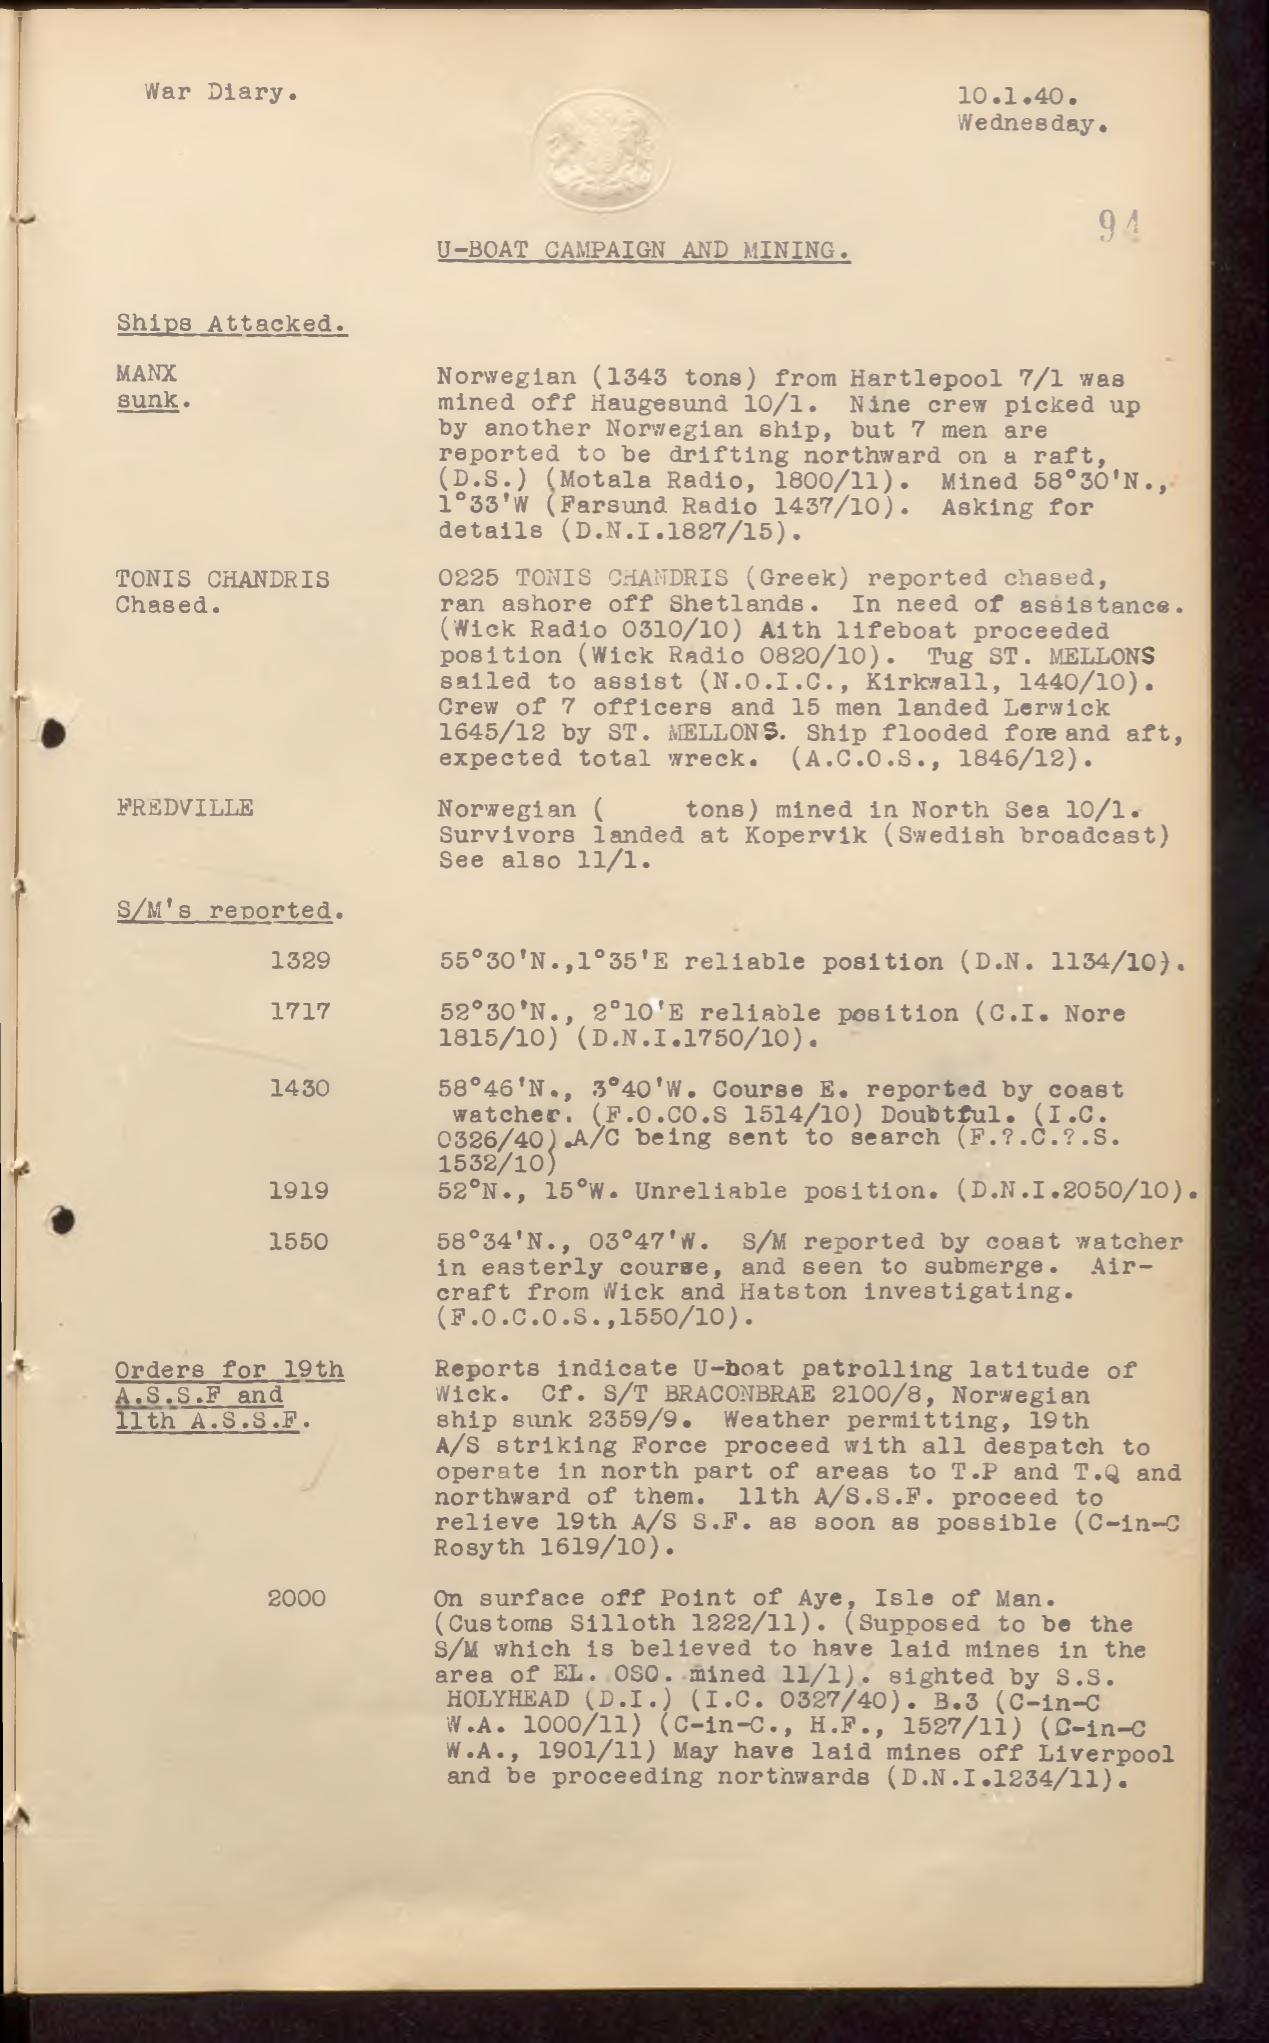 War Diary.
10.1.40.
Wednesday.
94
U-BOAT CAMPAIGN AND MINING.
Ships Attacked.
MANX
sunk.
Norwegian (1343 tons) from Hartlepool 7/1 was
mined off Haugesund 10/1. Nine crew picked up
by another Norwegian ship, but 7 men are
reported to be drifting northward on a raft,
(D.S.) (Motala Radio, 1800/11). Mined 58°30'N.,
1°33'W (Farsund Radio 1437/10). Asking for
details (D.N.I.1827/15).
TONIS CHANDRIS
Chased.
0225 TONIS CHANDRIS (Greek) reported chased,
ran ashore off Shetlands. In need of assistance.
(Wick Radio 0310/10) Aith lifeboat proceeded
position (Wick Radio 0820/10). Tug ST. MELLONS
sailed to assist (N.O.I.C., Kirkwall, 1440/10).
Crew of 7 officers and 15 men landed Lerwick
1645/12 by ST. MELLONS. Ship flooded fore and aft,
expected total wreck. (A.C.O.S., 1846/12).
FREDVILLE
Norwegian ( tons) mined in North Sea 10/1.
Survivors landed at Kopervik (Swedish broadcast)
See also 11/1.
S/M's reported.
1329
55°30'N.,1°35'E reliable position (D.N. 1134/10).
1717
52°30'N., 2°10'E reliable position (C.I. Nore
1815/10) (D.N.I.1750/10).
1430
58°46'N., 3°40'W. Course E. reported by coast
watcher. (F.O.CO.S 1514/10) Doubtful. (I.C.
0326/40).A/C being sent to search (F.?.C.?.S.
1532/10)
1919
52°N., 15°W. Unreliable position. (D.N.I.2050/10).
1550
58°34'N., 03°47'W. S/M reported by coast watcher
in easterly course, and seen to submerge. Air-
craft from Wick and Hatston investigating.
(F.O.C.O.S.,1550/10).
Orders for 19th
A.S.S.F and
11th A.S.S.F.
Reports indicate U-boat patrolling latitude of
Wick. Cf. S/T BRACONBRAE 2100/8, Norwegian
ship sunk 2359/9. Weather permitting, 19th
A/S striking Force proceed with all despatch to
operate in north part of areas to T.P and T.Q and
northward of them. 11th A/S.S.F. proceed to
relieve 19th A/S S.F. as soon as possible (C-in-C
Rosyth 1619/10).
2000
On surface off Point of Aye, Isle of Man.
(Customs Silloth 1222/11). (Supposed to be the
S/M which is believed to have laid mines in the
area of EL. OSO. mined 11/1). sighted by S.S.
HOLYHEAD (D.I.) (I.C. 0327/40). B.3 (C-in-C
W.A. 1000/11) (C-in-C., H.F., 1527/11) (C-in-C
W.A., 1901/11) May have laid mines off Liverpool
and be proceeding northwards (D.N.I.1234/11).